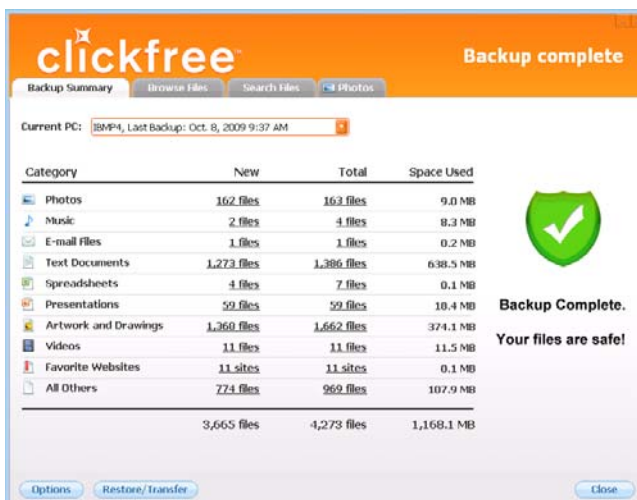 clickfree™
Backup complete
Backup Summary Browse Files Search Files Photos
Current PC: IBMP4, Last Backup: Oct. 8, 2009 9:37 AM
Category New Total Space Used
Photos 162 files 163 files 9.0 MB
Music 2 files 4 files 8.3 MB
E-mail Files 1 files 1 files 0.2 MB
Text Documents 1,273 files 1,386 files 638.5 MB
Spreadsheets 4 files 7 files 0.1 MB
Presentations 59 files 59 files 18.4 MB
Artwork and Drawings 1,360 files 1,662 files 374.1 MB
Videos 11 files 11 files 11.5 MB
Favorite Websites 11 sites 11 sites 0.1 MB
All Others 774 files 969 files 107.9 MB
3,665 files 4,273 files 1,168.1 MB
Backup Complete.
Your files are safe!
Options Restore/Transfer Close